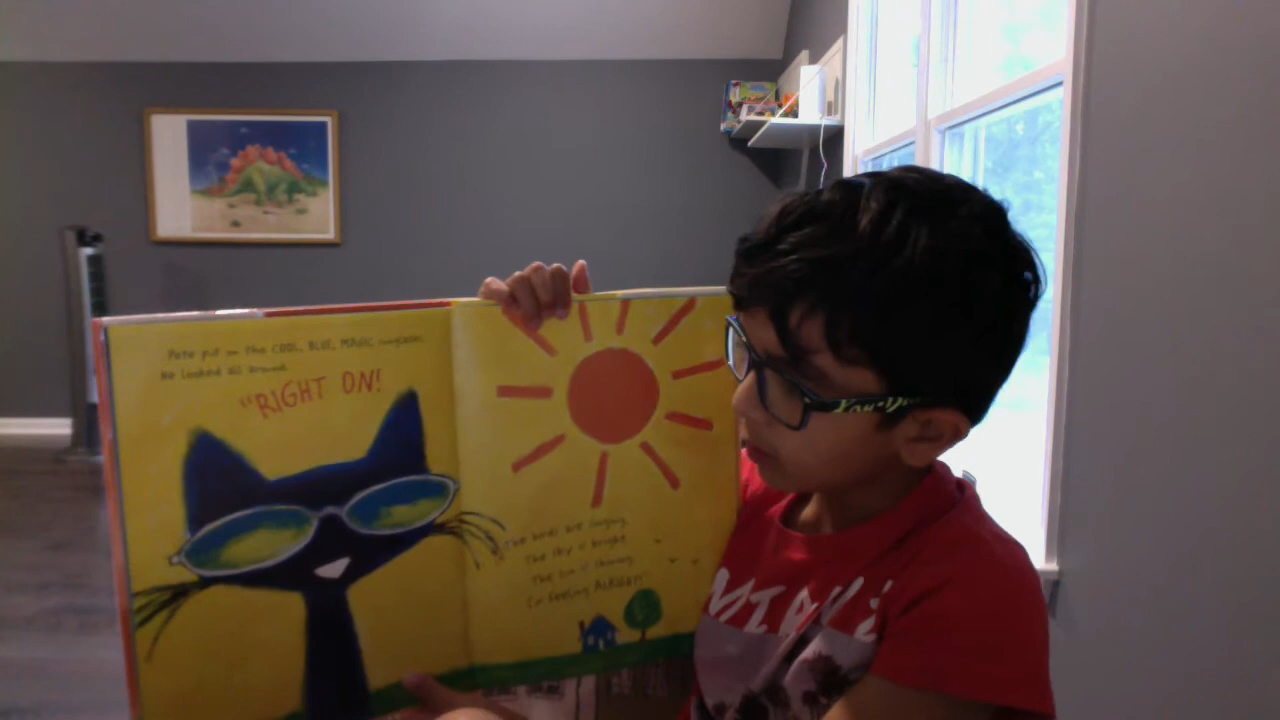 Pete put on the COOL, BLUE, MAGIC sunglasses.
He looked all around.
"RIGHT ON!
The birds are singing.
The sky is bright.
The sun is shining.
I'm feeling ALRIGHT!"